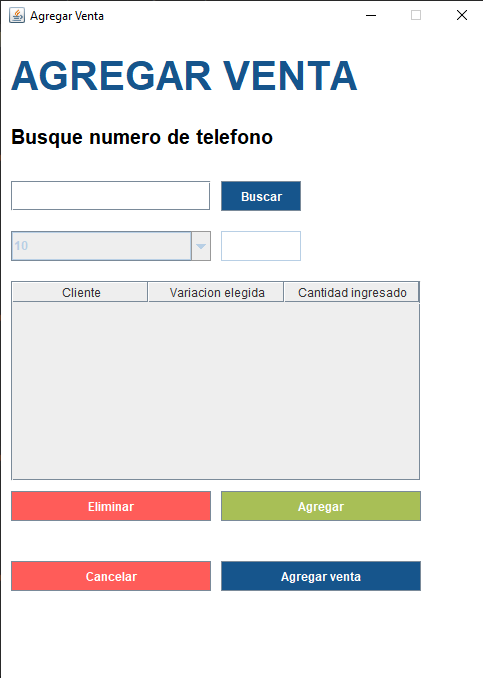 Agregar Venta
AGREGAR VENTA
Busque numero de telefono
Buscar
10
Cliente Variacion elegida Cantidad ingresado
Eliminar Agregar
Cancelar Agregar venta